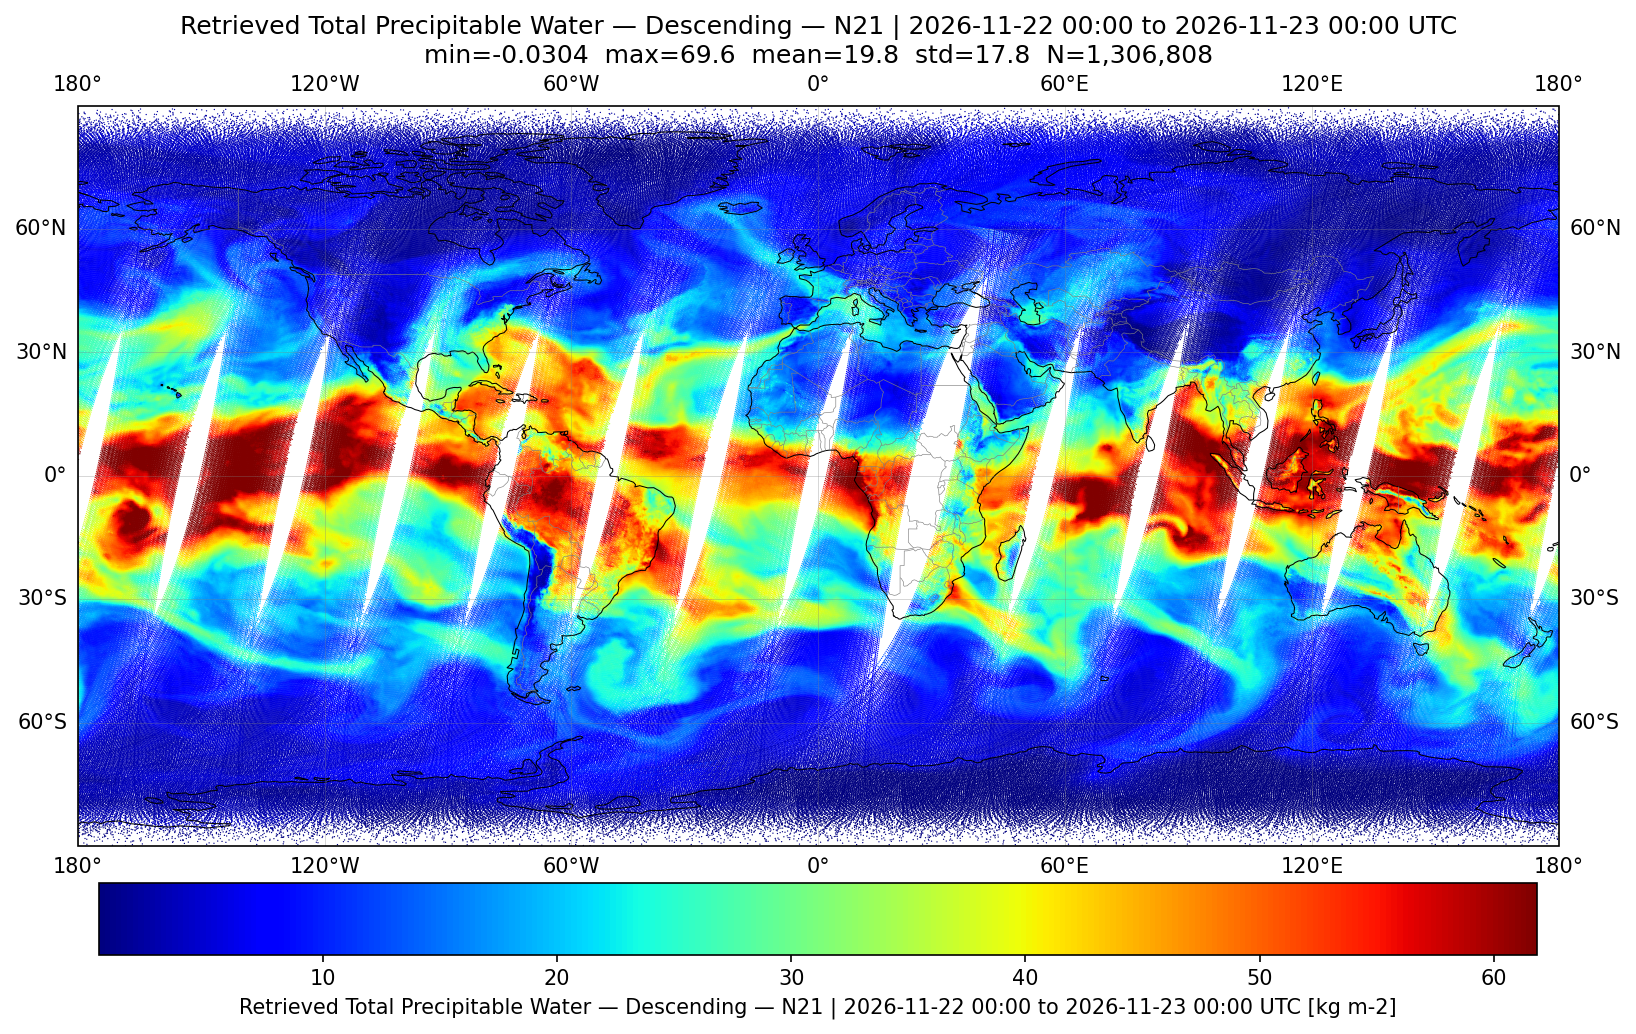 Retrieved Total Precipitable Water — Descending — N21 | 2026-11-22 00:00 to 2026-11-23 00:00 UTC
min=-0.0304  max=69.6  mean=19.8  std=17.8  N=1,306,808
180° 120°W 60°W 0° 60°E 120°E 180°
60°N 60°N
30°N 30°N
0° 0°
30°S 30°S
60°S 60°S
180° 120°W 60°W 0° 60°E 120°E 180°
10 20 30 40 50 60
Retrieved Total Precipitable Water — Descending — N21 | 2026-11-22 00:00 to 2026-11-23 00:00 UTC [kg m-2]